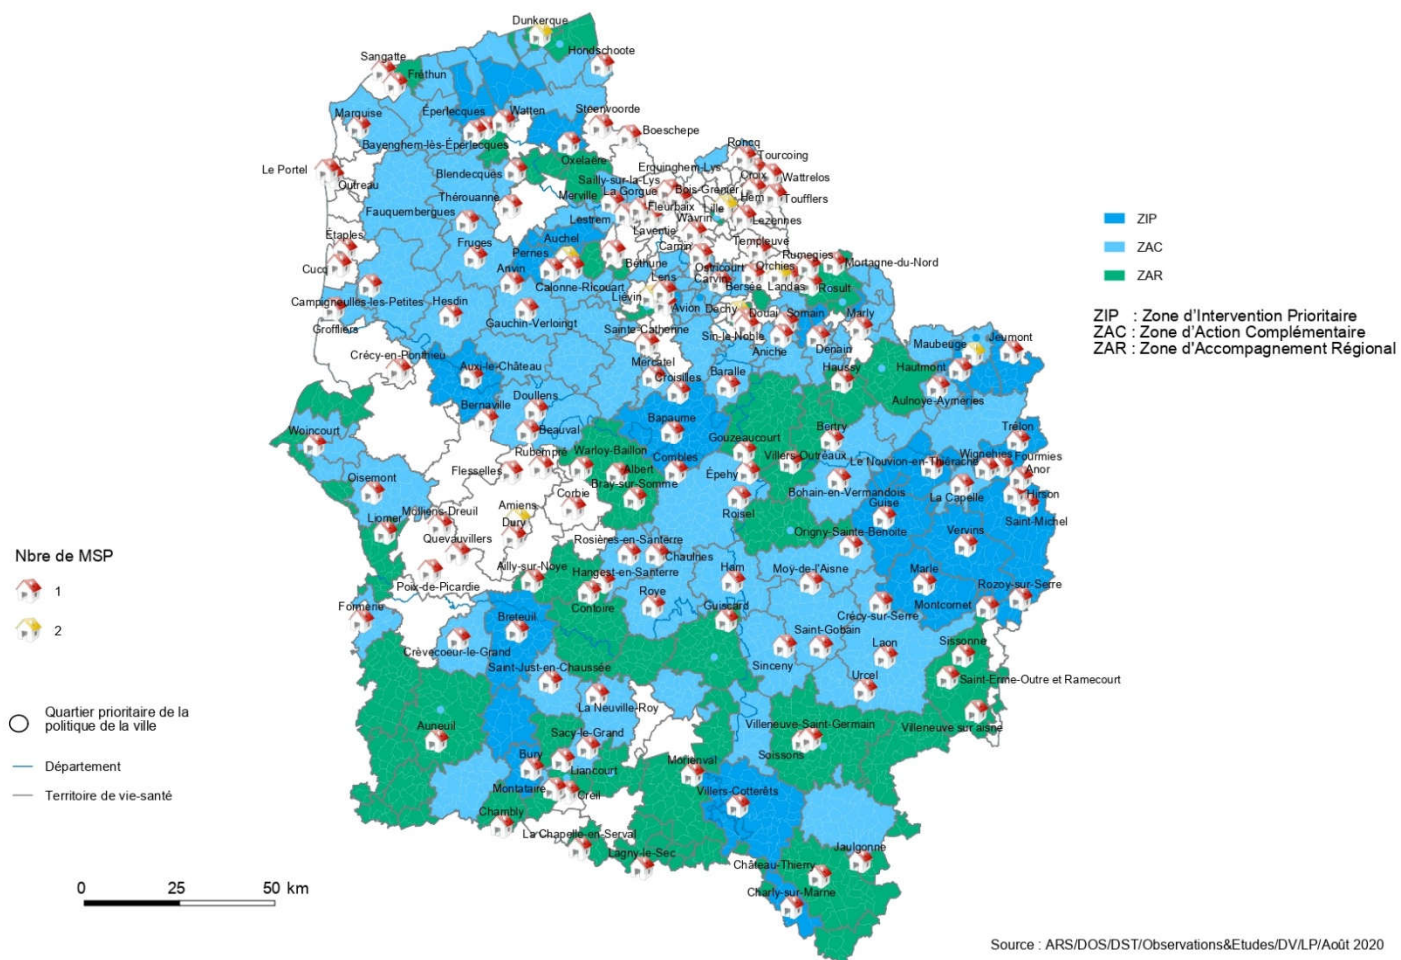 Dunkerque
Hondschoote
Sangatte
Fréthun
Marquise
Éperlecques
Watten
Steenvoorde
Boeschepe
Bayenghem-lès-Éperlecques
Le Portel
Outreau
Blendecques
Oxelaëre
Roncq
Tourcoing
Erquinghem-Lys
Croix
Wattrelos
Sailly-sur-la-Lys
Bois-Grenier
Hem
Toufflers
La Gorgue
Merville
Fleurbaix
Lille
Lezennes
Thérouanne
Lestrem
Laventie
Wavrin
Fauquembergues
Étaples
Fruges
Auchel
Pernes
Béthune
Camin
Templeuve
Rumegies
Mortagne-du-Nord
Cucq
Anvin
Calonne-Ricouart
Lens
Ostricourt
Orchies
Carvin
Bersée
Landas
Rosult
Liévin
Campigneulles-les-Petites
Hesdin
Gauchin-Verloingt
Avion
Dechy
Douai
Somain
Marly
Groffliers
Sainte-Catherine
Sin-le-Noble
Aniche
Denain
Maubeuge
Jeumont
Crécy-en-Ponthieu
Auxi-le-Château
Mercatel
Croisilles
Baralle
Haussy
Hautmont
Aulnoye-Aymeries
Doullens
Bernaville
Beauval
Bapaume
Gouzeaucourt
Bertry
Trélon
Woincourt
Rubempré
Warloy-Baillon
Villers-Outréaux
Le Nouvion-en-Thiérache
Wignehies
Fourmies
Anor
Flesselles
Albert
Combles
Épehy
Oisemont
Bray-sur-Somme
Bohain-en-Vermandois
La Capelle
Hirson
Corbie
Amiens
Dury
Roisel
Guise
Saint-Michel
Molliens-Dreuil
Liomer
Quevauvillers
Rosières-en-Santerre
Chaulnes
Origny-Sainte-Benoite
Vervins
Poix-de-Picardie
Ailly-sur-Noye
Hangest-en-Santerre
Ham
Moy-de-l'Aisne
Marle
Rozoy-sur-Serre
Contoire
Roye
Guiscard
Crécy-sur-Serre
Montcornet
Formerie
Breteuil
Crèvecoeur-le-Grand
Saint-Gobain
Laon
Sissonne
Saint-Just-en-Chaussée
Sinceny
Urcel
Saint-Erme-Outre et Ramecourt
La Neuville-Roy
Auneuil
Sacy-le-Grand
Villeneuve-Saint-Germain
Villeneuve sur aisne
Bury
Liancourt
Soissons
Montataire
Creil
Morienval
Villers-Cotterêts
Chambly
La Chapelle-en-Serval
Lagny-le-Sec
Jaulgonne
Château-Thierry
Charly-sur-Marne
ZIP
ZAC
ZAR
ZIP : Zone d'Intervention Prioritaire
ZAC : Zone d'Action Complémentaire
ZAR : Zone d'Accompagnement Régional
Nbre de MSP
1
2
Quartier prioritaire de la
politique de la ville
Département
Territoire de vie-santé
0 25 50 km
Source : ARS/DOS/DST/Observations&Etudes/DV/LP/Août 2020